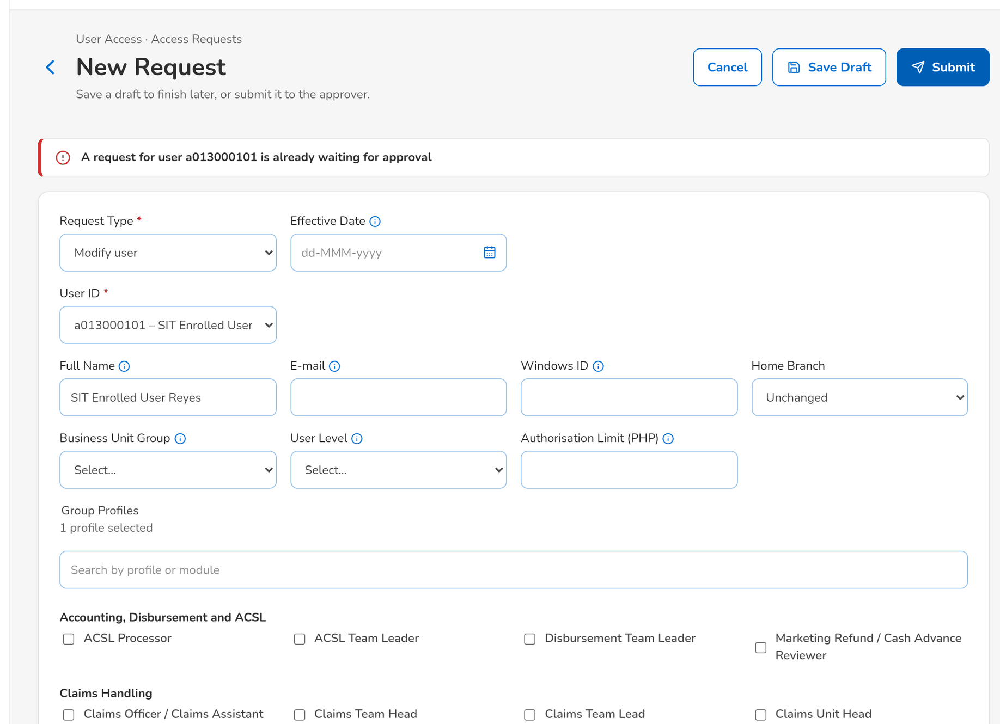 User Access · Access Requests
New Request
Save a draft to finish later, or submit it to the approver.
Cancel
Save Draft
Submit
A request for user a013000101 is already waiting for approval
Request Type *
Effective Date
Modify user
dd-MMM-yyyy
User ID *
a013000101 – SIT Enrolled User
Full Name
E-mail
Windows ID
Home Branch
SIT Enrolled User Reyes
Unchanged
Business Unit Group
User Level
Authorisation Limit (PHP)
Select...
Select...
Group Profiles
1 profile selected
Search by profile or module
Accounting, Disbursement and ACSL
ACSL Processor
ACSL Team Leader
Disbursement Team Leader
Marketing Refund / Cash Advance
Reviewer
Claims Handling
Claims Officer / Claims Assistant
Claims Team Head
Claims Team Lead
Claims Unit Head